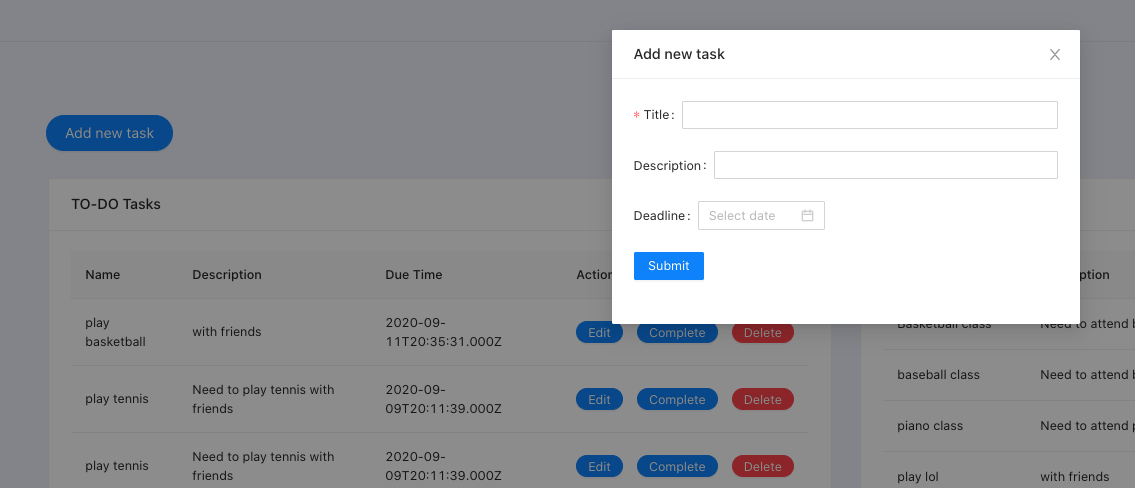 Add new task
* Title:
Description:
Deadline: Select date
Submit
Add new task
TO-DO Tasks
Name Description Due Time
play basketball with friends 2020-09-11T20:35:31.000Z Edit Complete Delete
play tennis Need to play tennis with friends 2020-09-09T20:11:39.000Z Edit Complete Delete
play tennis Need to play tennis with friends 2020-09-09T20:11:39.000Z Edit Complete Delete
Basketball class Need to attend
baseball class Need to attend
piano class Need to attend
play lol with friends